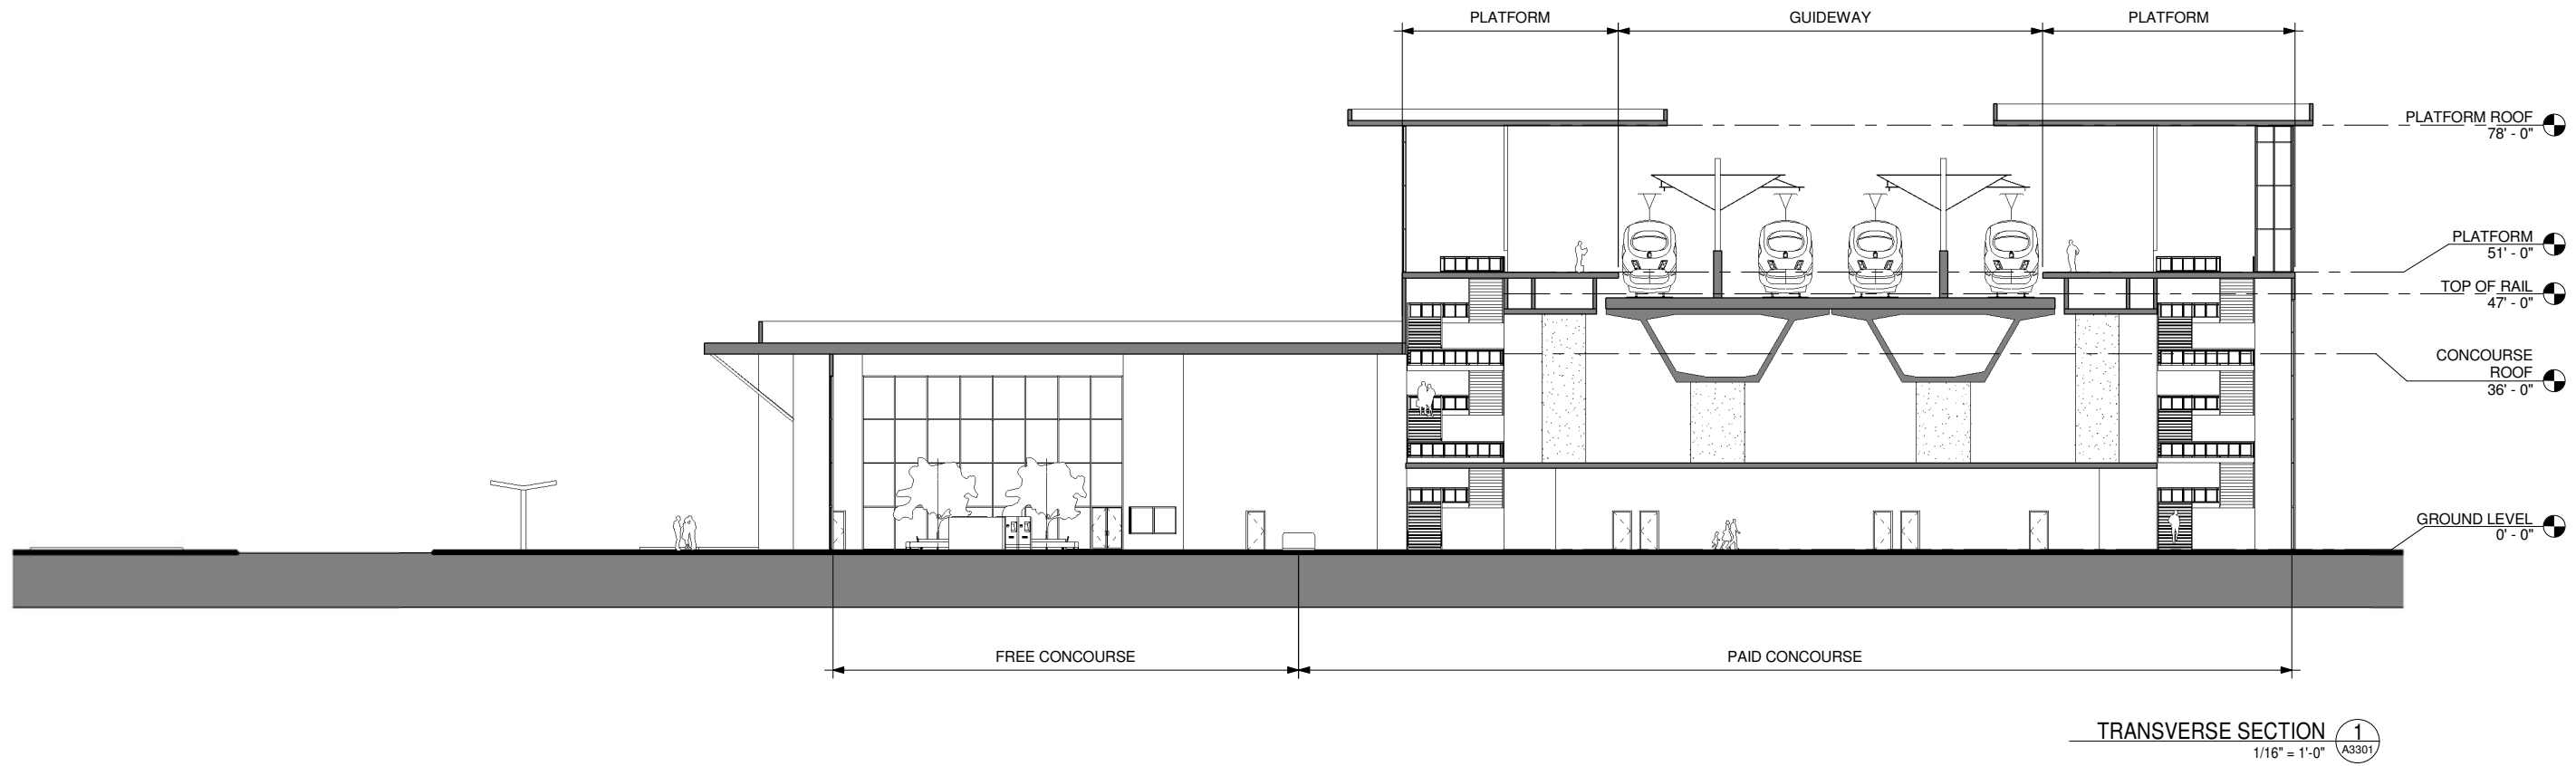 PLATFORM
GUIDEWAY
PLATFORM
PLATFORM ROOF
78' - 0"
PLATFORM
51' - 0"
TOP OF RAIL
47' - 0"
CONCOURSE
ROOF
36' - 0"
GROUND LEVEL
0' - 0"
FREE CONCOURSE
PAID CONCOURSE
TRANSVERSE SECTION
1/16" = 1'-0"
1
A3301